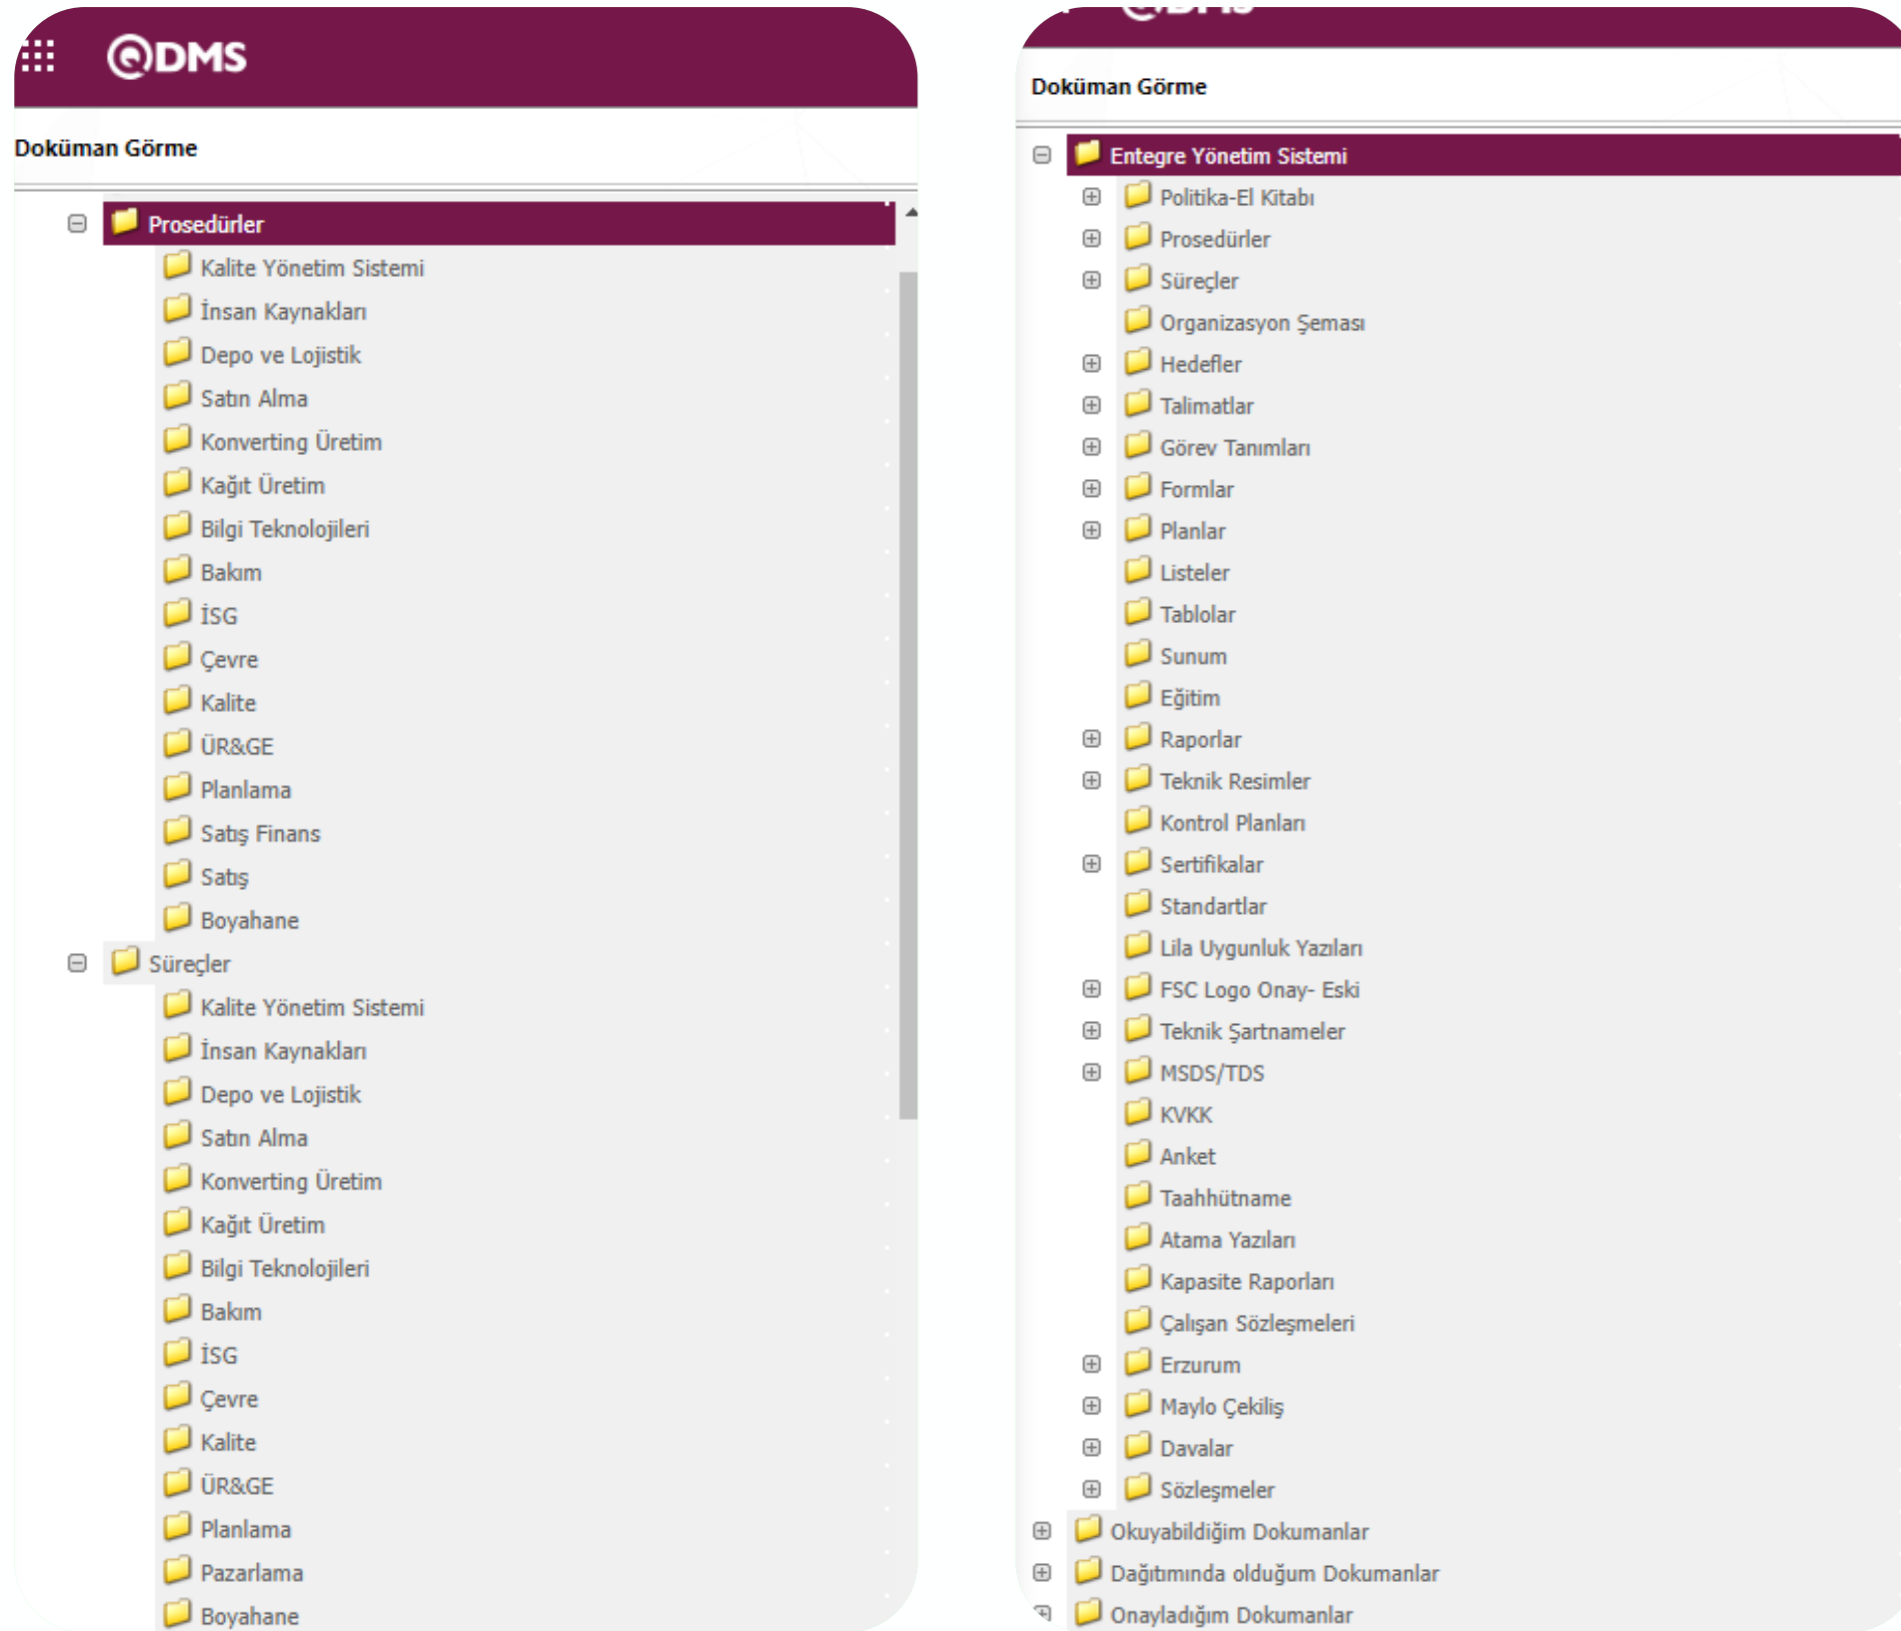 QDMS
Doküman Görme
Prosedürler
Kalite Yönetim Sistemi
İnsan Kaynakları
Depo ve Lojistik
Satın Alma
Konverting Üretim
Kağıt Üretim
Bilgi Teknolojileri
Bakım
İSG
Çevre
Kalite
ÜR&GE
Planlama
Satış Finans
Satış
Boyahane
Süreçler
Kalite Yönetim Sistemi
İnsan Kaynakları
Depo ve Lojistik
Satın Alma
Konverting Üretim
Kağıt Üretim
Bilgi Teknolojileri
Bakım
İSG
Çevre
Kalite
ÜR&GE
Planlama
Pazarlama
Boyahane
Doküman Görme
Entegre Yönetim Sistemi
Politika-El Kitabı
Prosedürler
Süreçler
Organizasyon Şeması
Hedefler
Talimatlar
Görev Tanımları
Formlar
Planlar
Listeler
Tablolar
Sunum
Eğitim
Raporlar
Teknik Resimler
Kontrol Planları
Sertifikalar
Standartlar
Lila Uygunluk Yazıları
FSC Logo Onay- Eski
Teknik Şartnameler
MSDS/TDS
KVKK
Anket
Taahhütname
Atama Yazıları
Kapasite Raporları
Çalışan Sözleşmeleri
Erzurum
Maylo Çekiliş
Davalar
Sözleşmeler
Okuyabildiğim Dokumanlar
Dağıtımında olduğum Dokumanlar
Onayladığım Dokumanlar